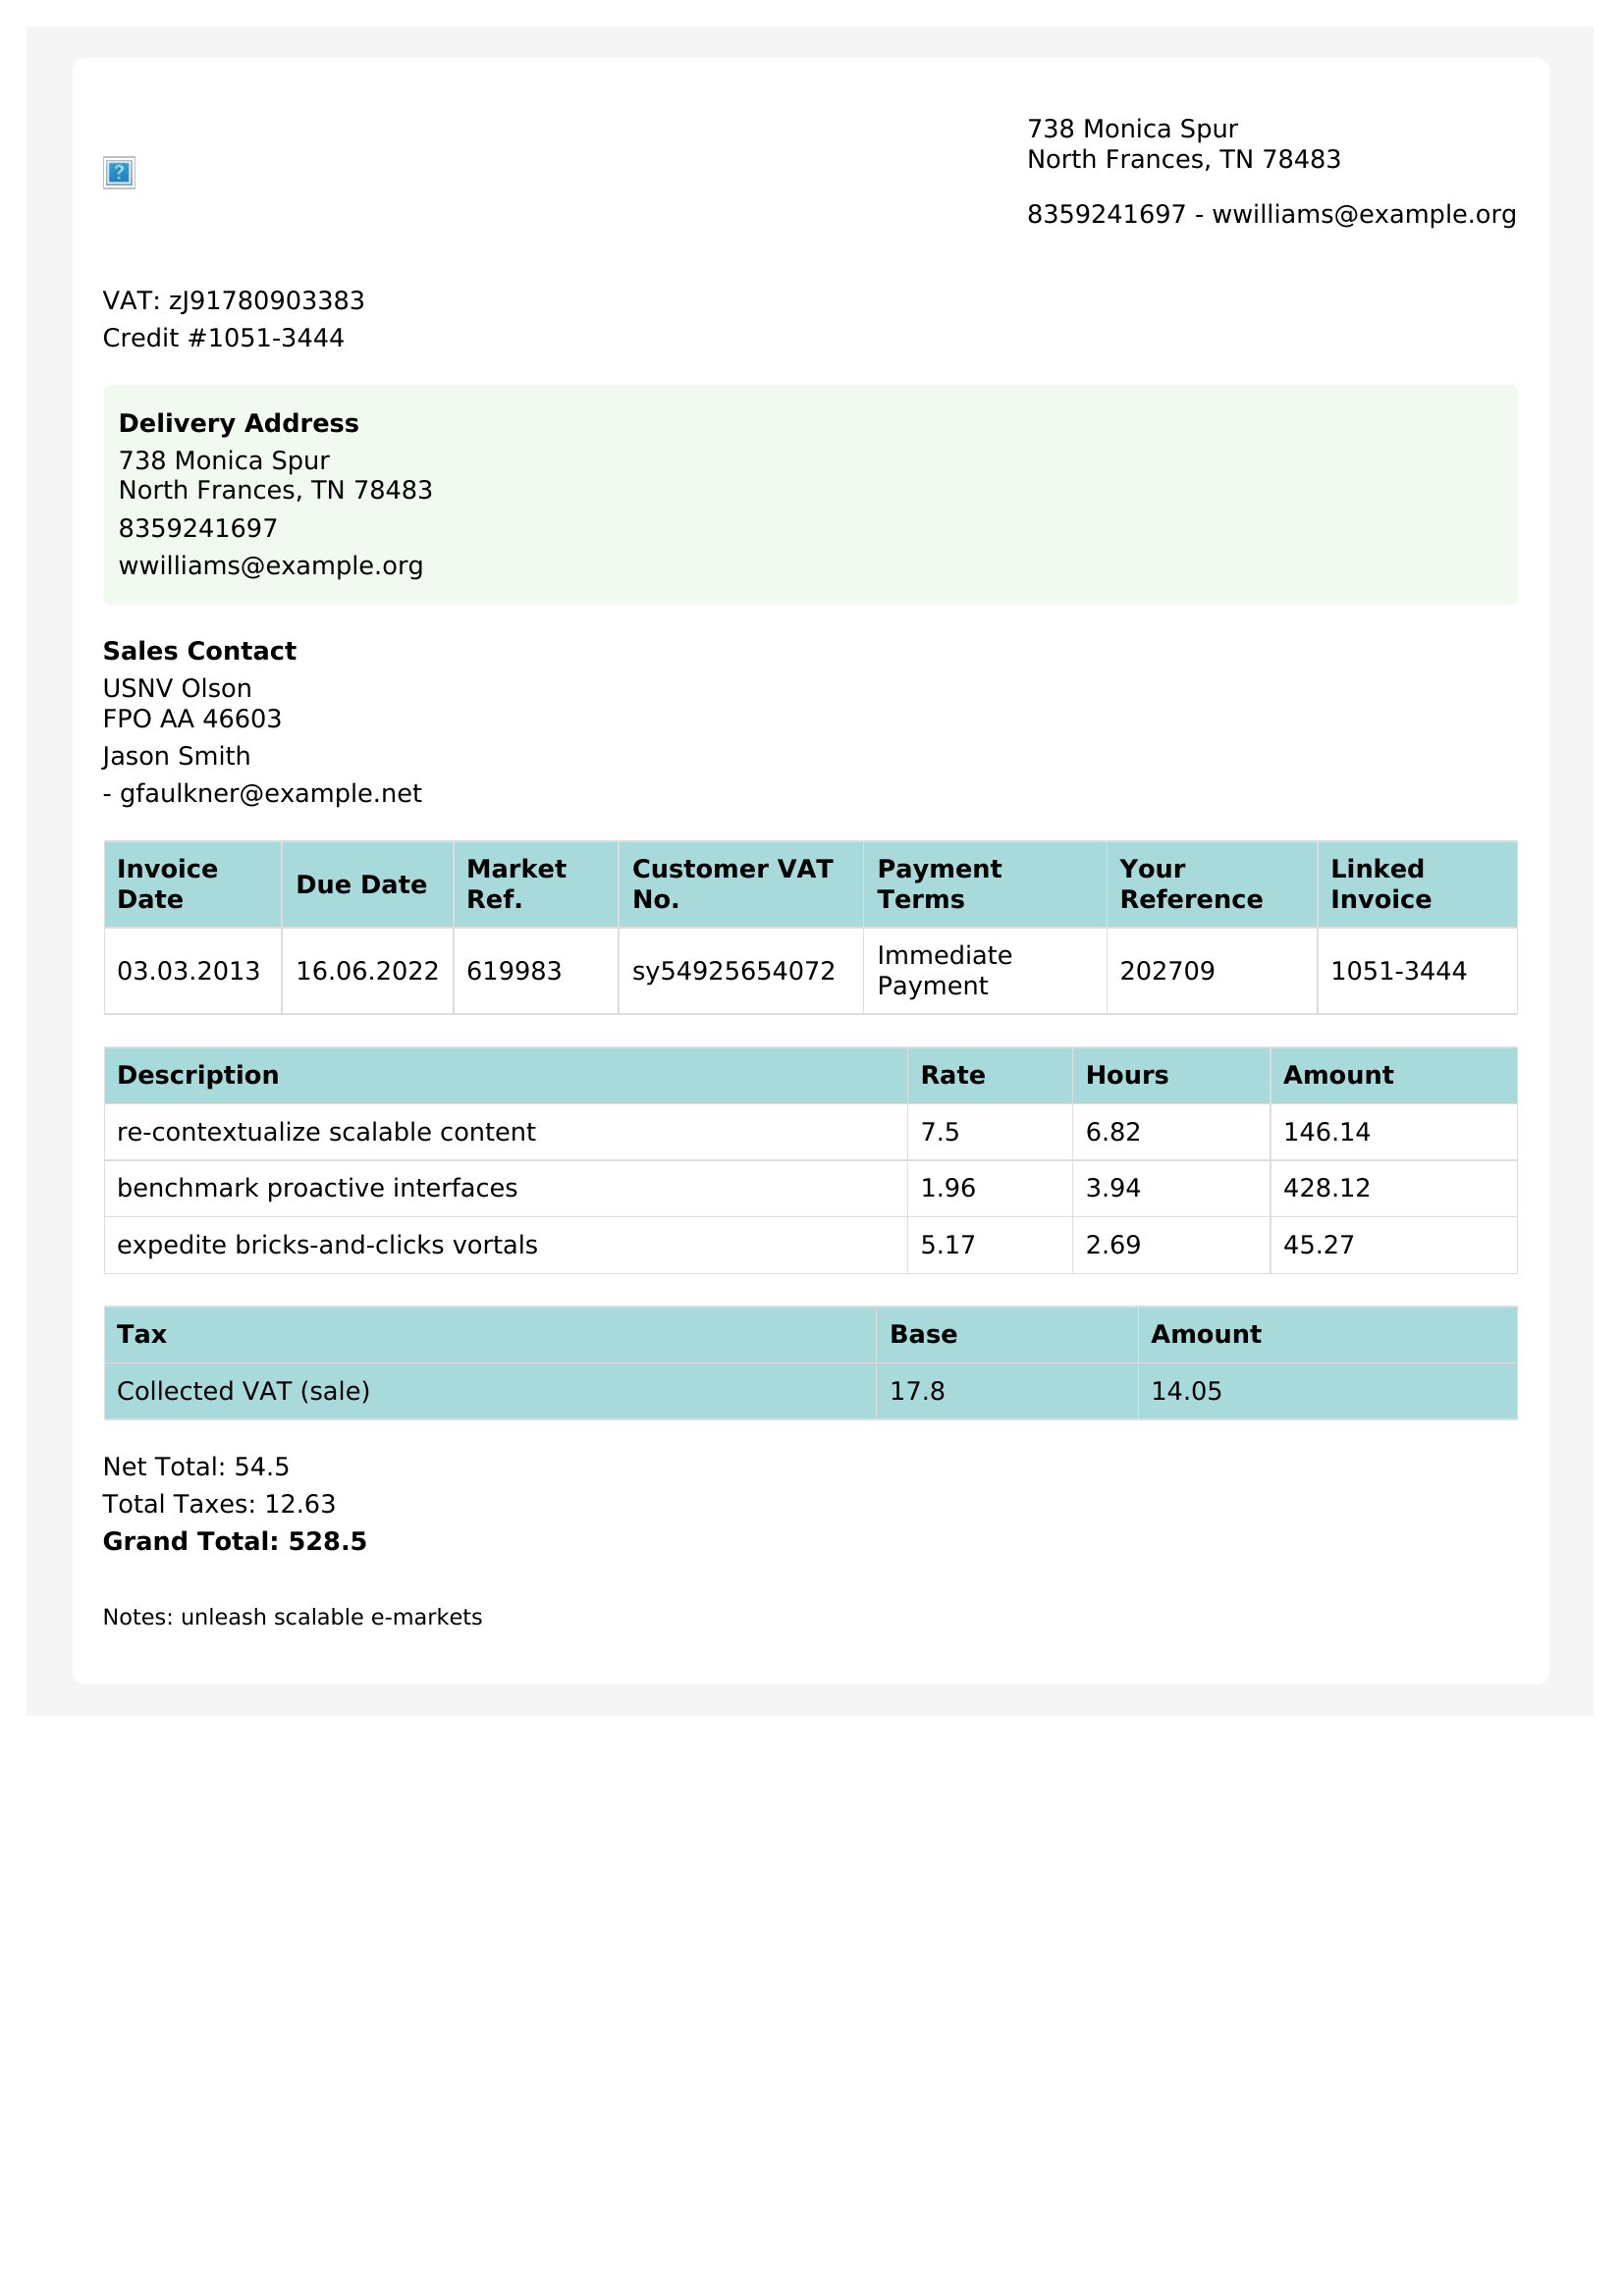 738 Monica Spur
North Frances, TN 78483
8359241697 - wwilliams@example.org
VAT: zJ91780903383
Credit #1051-3444
Delivery Address
738 Monica Spur
North Frances, TN 78483
8359241697
wwilliams@example.org
Sales Contact
USNV Olson
FPO AA 46603
Jason Smith
- gfaulkner@example.net
Invoice Date Due Date Market Ref. Customer VAT No. Payment Terms Your Reference Linked Invoice
03.03.2013 16.06.2022 619983 sy54925654072 Immediate Payment 202709 1051-3444
Description Rate Hours Amount
re-contextualize scalable content 7.5 6.82 146.14
benchmark proactive interfaces 1.96 3.94 428.12
expedite bricks-and-clicks vortals 5.17 2.69 45.27
Tax Base Amount
Collected VAT (sale) 17.8 14.05
Net Total: 54.5
Total Taxes: 12.63
Grand Total: 528.5
Notes: unleash scalable e-markets